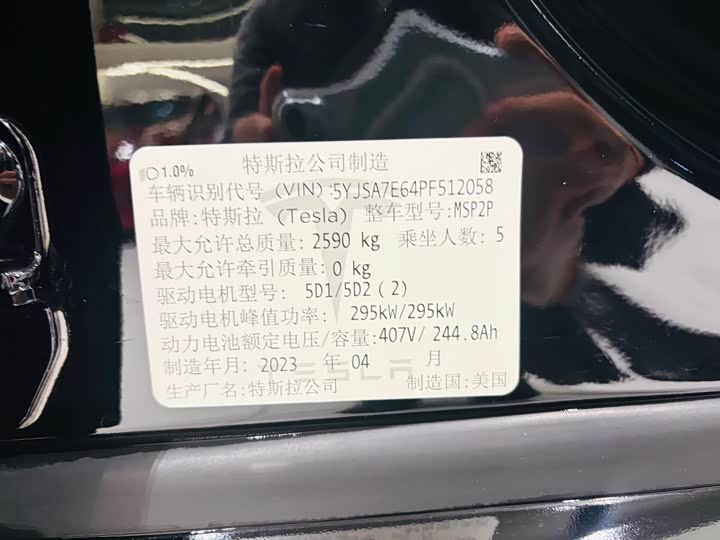 1.0% 特斯拉公司制造
车辆识别代号 (VIN):5YJSA7E64PF512058
品牌:特斯拉 (Tesla) 整车型号:MSP2P
最大允许总质量: 2590 kg 乘坐人数: 5
最大允许牵引质量: 0 kg
驱动电机型号: 5D1/5D2 (2)
驱动电机峰值功率: 295kW/295kW
动力电池额定电压/容量:407V/ 244.8Ah
制造年月: 2023 年 04 月
TESLA
生产厂名:特斯拉公司 制造国:美国